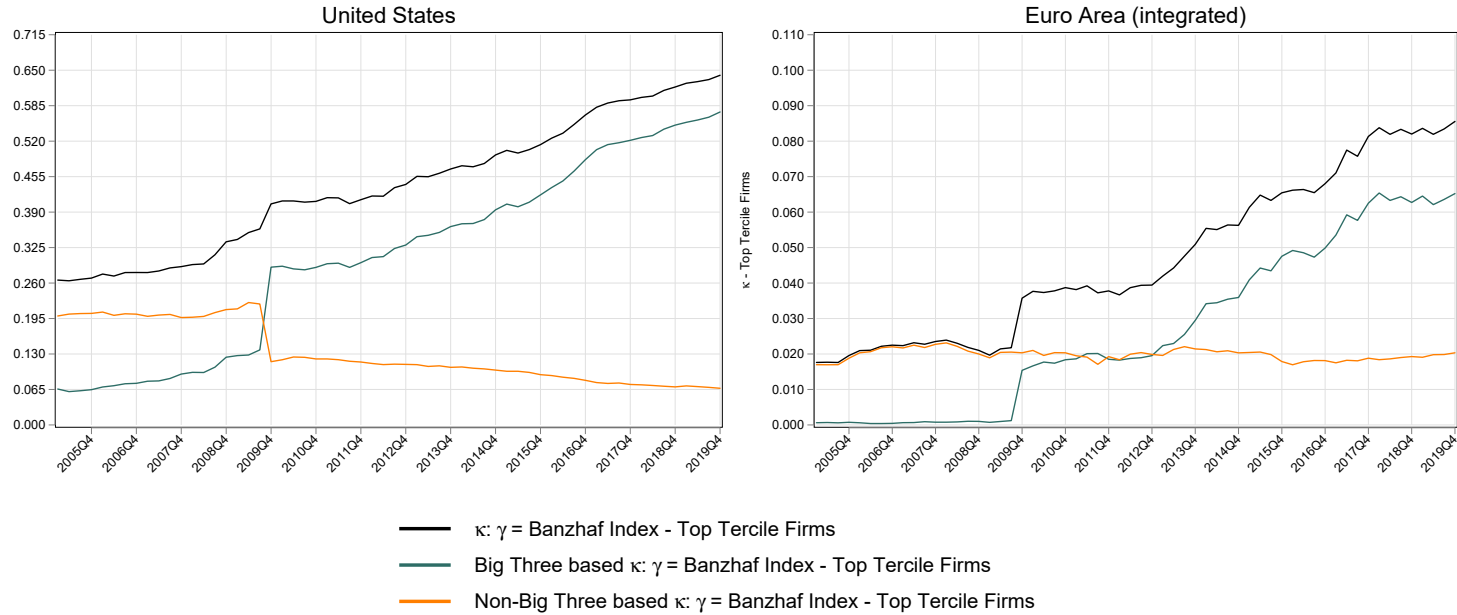 United States
0.715
0.650
0.585
0.520
0.455
0.390
0.325
0.260
0.195
0.130
0.065
0.000
2005Q4
2006Q4
2007Q4
2008Q4
2009Q4
2010Q4
2011Q4
2012Q4
2013Q4
2014Q4
2015Q4
2016Q4
2017Q4
2018Q4
2019Q4
Euro Area (integrated)
κ - Top Tercile Firms
0.110
0.100
0.090
0.080
0.070
0.060
0.050
0.040
0.030
0.020
0.010
0.000
2005Q4
2006Q4
2007Q4
2008Q4
2009Q4
2010Q4
2011Q4
2012Q4
2013Q4
2014Q4
2015Q4
2016Q4
2017Q4
2018Q4
2019Q4
κ: γ = Banzhaf Index - Top Tercile Firms
Big Three based κ: γ = Banzhaf Index - Top Tercile Firms
Non-Big Three based κ: γ = Banzhaf Index - Top Tercile Firms